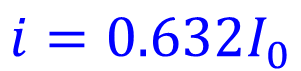 i = 0.632I₀